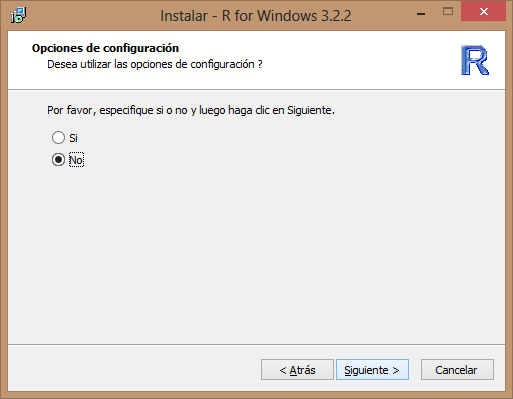 Instalar - R for Windows 3.2.2
Opciones de configuración
Desea utilizar las opciones de configuración ?
R
Por favor, especifique si o no y luego haga clic en Siguiente.
Si
No
< Atrás
Siguiente >
Cancelar